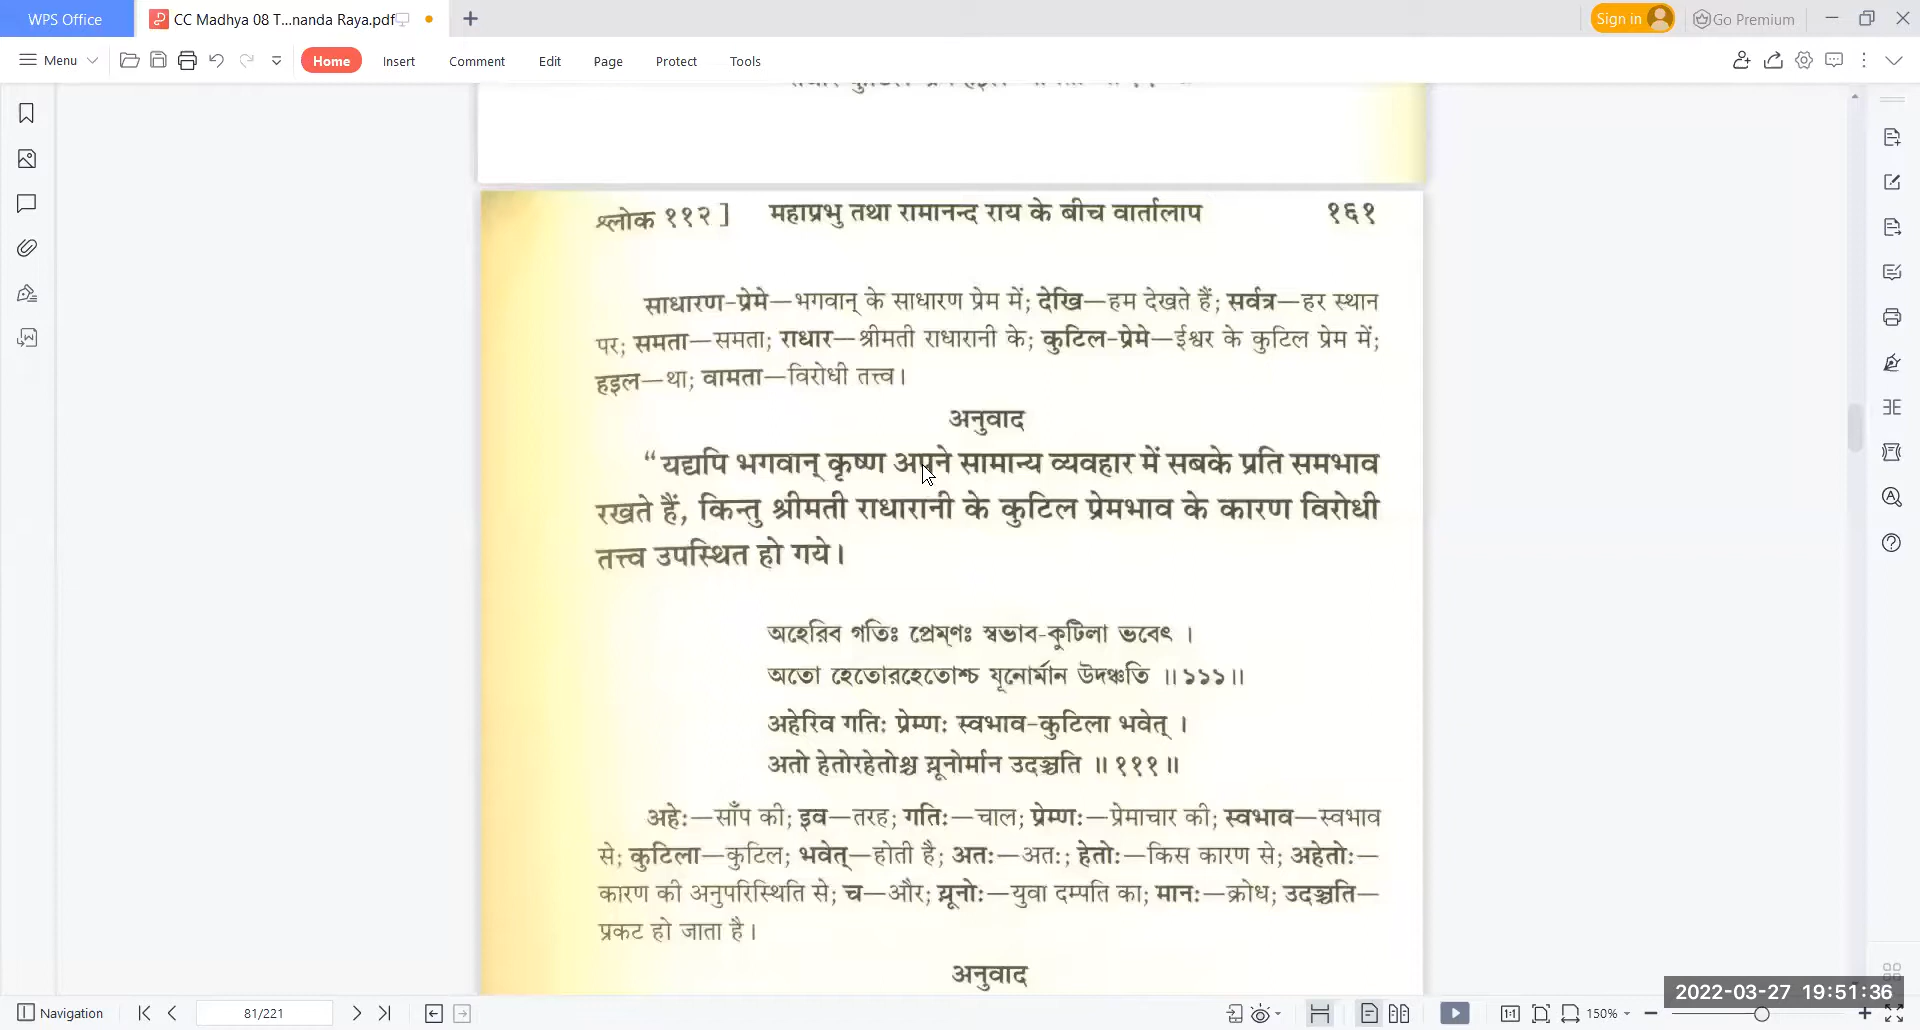 WPS Office
CC Madhya 08 T...nanda Raya.pdf
Sign in
Go Premium
Menu
Home
Insert
Comment
Edit
Page
Protect
Tools
श्लोक ११२ ] महाप्रभु तथा रामानन्द राय के बीच वार्तालाप १६१
साधारण-प्रेमे—भगवान् के साधारण प्रेम में; देखि—हम देखते हैं; सर्वत्र—हर स्थान
पर; समता—समता; राधार—श्रीमती राधारानी के; कुटिल-प्रेमे—ईश्वर के कुटिल प्रेम में;
हइल—था; वामता—विरोधी तत्त्व।
अनुवाद
“यद्यपि भगवान् कृष्ण अपने सामान्य व्यवहार में सबके प्रति समभाव
रखते हैं, किन्तु श्रीमती राधारानी के कुटिल प्रेमभाव के कारण विरोधी
तत्त्व उपस्थित हो गये।
অহেরিব গতিঃ প্রেম্ণঃ স্বভাব-কুটিলা ভবেৎ ।
অতো হেতোরহেতোশ্চ যূনোর্মান উদঞ্চতি ॥১১১॥
अहेरिव गतिः प्रेम्णः स्वभाव-कुटिला भवेत् ।
अतो हेतोरहेतोश्च य़ूनोर्मान उदञ्चति ॥१११॥
अहेः—साँप की; इव—तरह; गतिः—चाल; प्रेम्णः—प्रेमाचार की; स्वभाव—स्वभाव
से; कुटिला—कुटिल; भवेत्—होती है; अतः—अतः; हेतोः—किस कारण से; अहेतोः—
कारण की अनुपरिस्थिति से; च—और; य़ूनोः—युवा दम्पति का; मानः—क्रोध; उदञ्चति—
प्रकट हो जाता है।
अनुवाद
2022-03-27 19:51:36
Navigation
81/221
150%